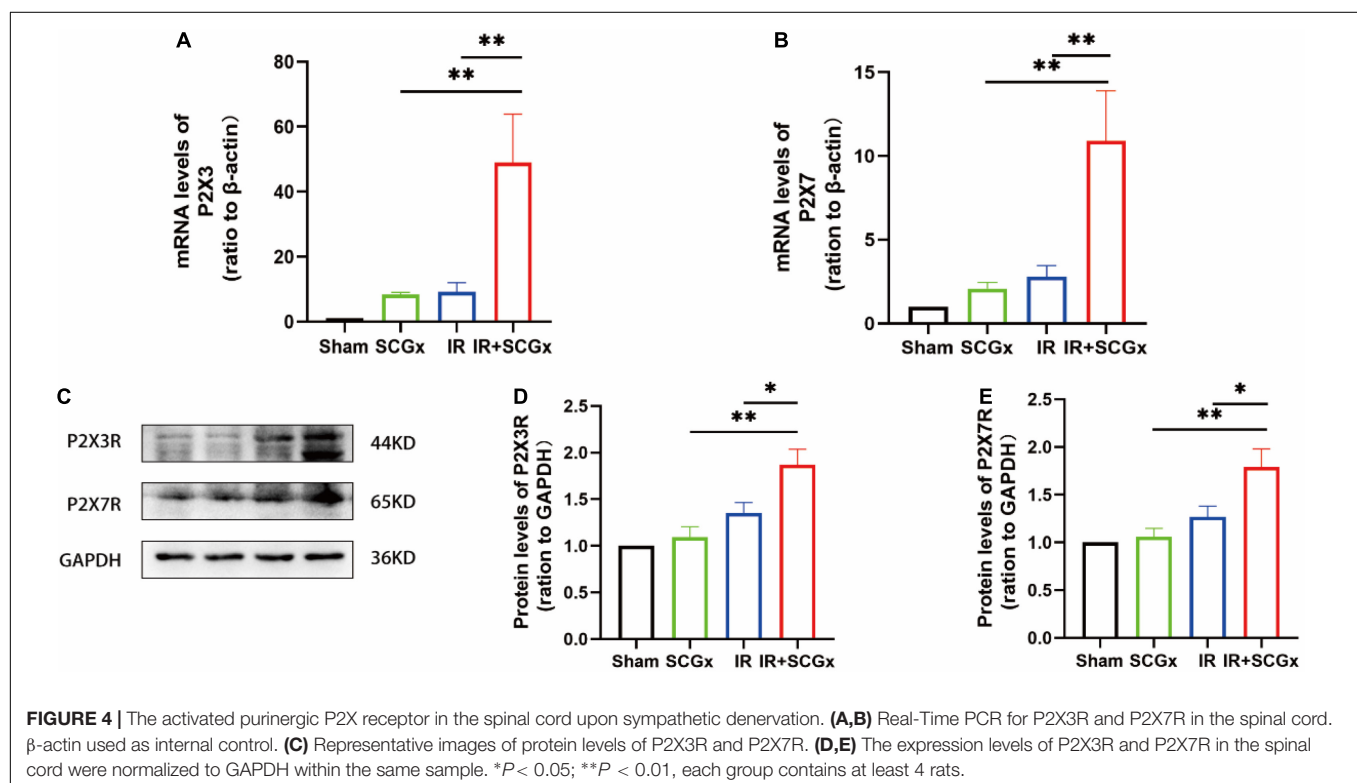 A
**
**
80
60
40
20
0
mRNA levels of
P2X3
(ratio to β-actin)
Sham SCGx IR IR+SCGx
B
**
**
15
10
5
0
mRNA levels of
P2X7
(ration to β-actin)
Sham SCGx IR IR+SCGx
C
P2X3R 44KD
P2X7R 65KD
GAPDH 36KD
D
*
**
2.5
2.0
1.5
1.0
0.5
0.0
Protein levels of P2X3R
(ration to GAPDH)
Sham SCGx IR IR+SCGx
E
*
**
2.5
2.0
1.5
1.0
0.5
0.0
Protein levels of P2X7R
(ration to GAPDH)
Sham SCGx IR IR+SCGx
FIGURE 4 | The activated purinergic P2X receptor in the spinal cord upon sympathetic denervation. (A,B) Real-Time PCR for P2X3R and P2X7R in the spinal cord.
β-actin used as internal control. (C) Representative images of protein levels of P2X3R and P2X7R. (D,E) The expression levels of P2X3R and P2X7R in the spinal
cord were normalized to GAPDH within the same sample. *P< 0.05; **P < 0.01, each group contains at least 4 rats.